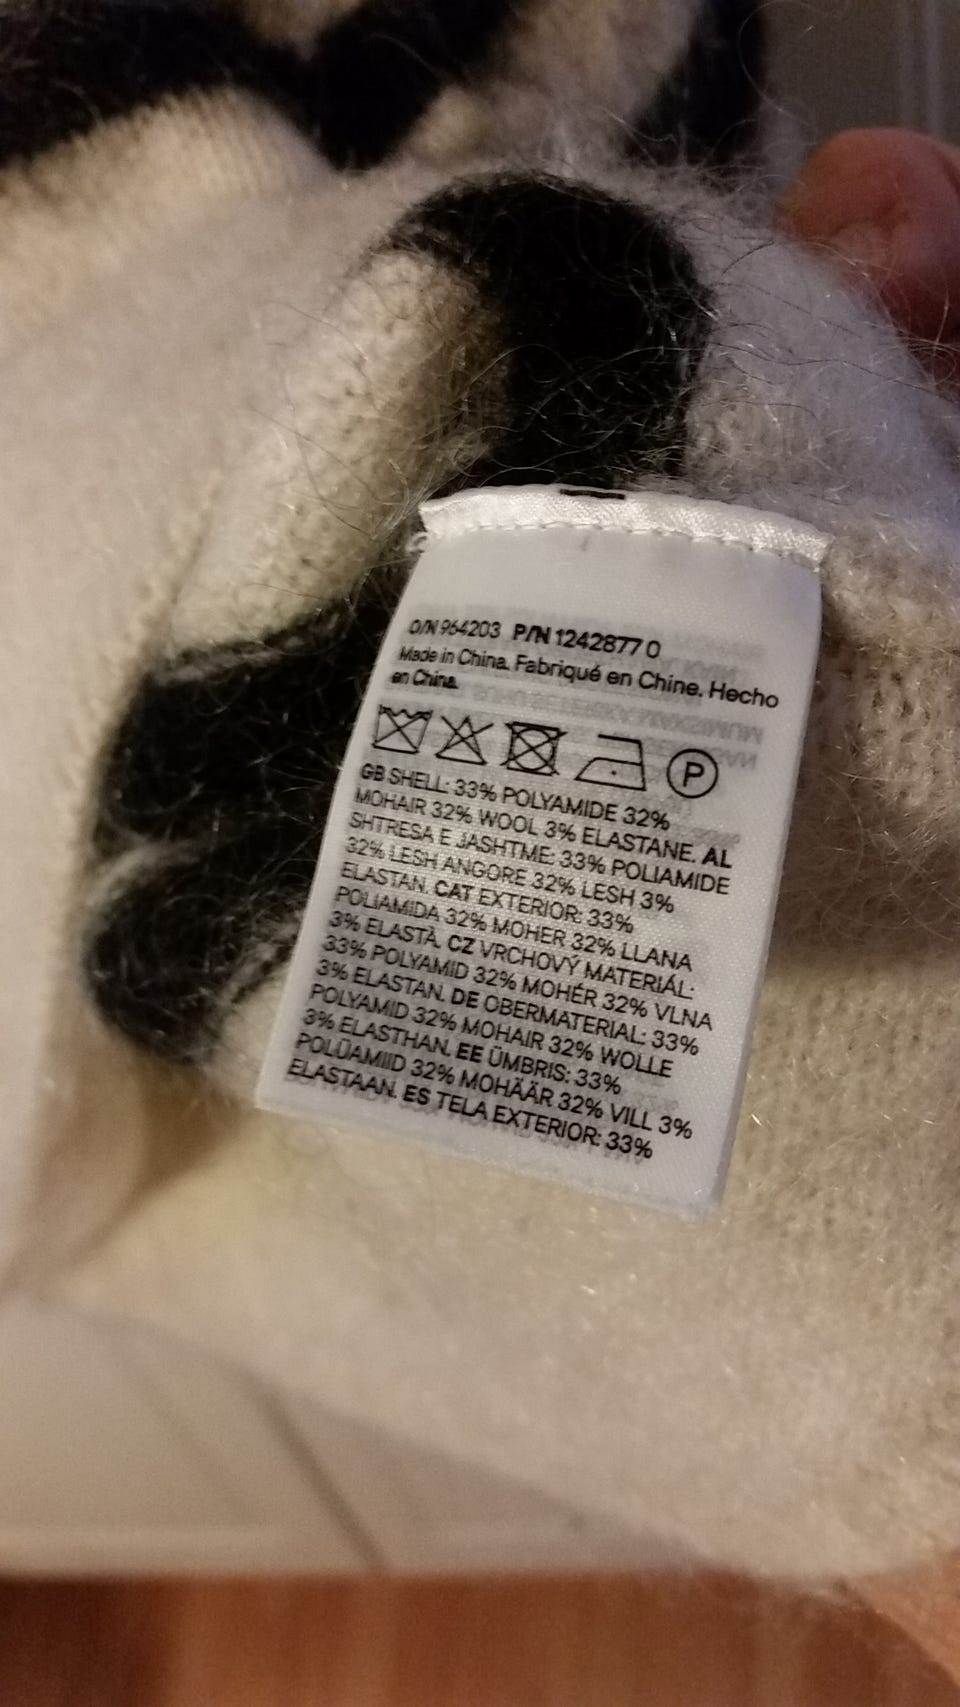 O/N 964203 P/N 1242877 0
Made in China. Fabriqué en Chine. Hecho
en China.
P
GB SHELL: 33% POLYAMIDE 32%
MOHAIR 32% WOOL 3% ELASTANE. AL
SHTRESA E JASHTME: 33% POLIAMIDE
32% LESH ANGORE 32% LESH 3%
ELASTAN. CAT EXTERIOR: 33%
POLIAMIDA 32% MOHER 32% LLANA
3% ELASTÀ. CZ VRCHOVÝ MATERIÁL:
33% POLYAMID 32% MOHÉR 32% VLNA
3% ELASTAN. DE OBERMATERIAL: 33%
POLYAMID 32% MOHAIR 32% WOLLE
3% ELASTHAN. EE ÜMBRIS: 33%
POLÜAMIID 32% MOHÄÄR 32% VILL 3%
ELASTAAN. ES TELA EXTERIOR: 33%